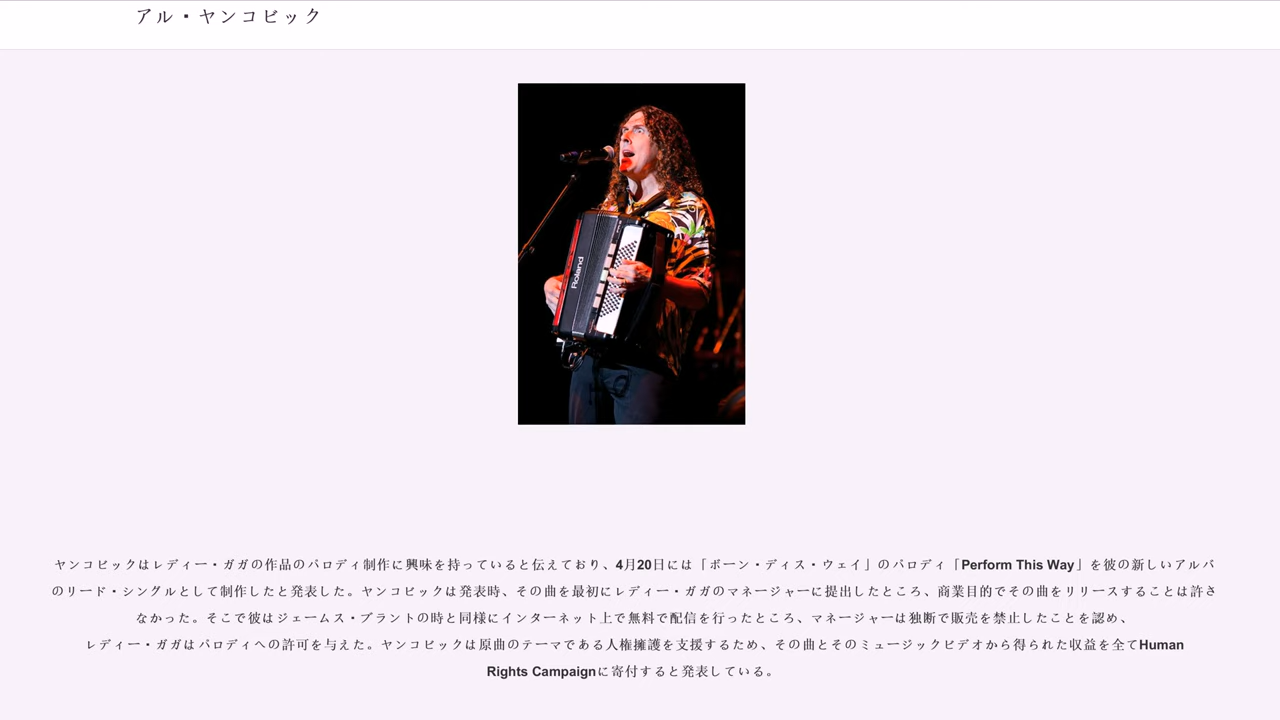 アル・ヤンコビック
Roland
ヤンコビックはレディー・ガガの作品のパロディ制作に興味を持っていると伝えており、4月20日には「ボーン・ディス・ウェイ」のパロディ「Perform This Way」を彼の新しいアルバ
のリード・シングルとして制作したと発表した。ヤンコビックは発表時、その曲を最初にレディー・ガガのマネージャーに提出したところ、商業目的でその曲をリリースすることは許さ
なかった。そこで彼はジェームス・ブラントの時と同様にインターネット上で無料で配信を行ったところ、マネージャーは独断で販売を禁止したことを認め、
レディー・ガガはパロディへの許可を与えた。ヤンコビックは原曲のテーマである人権擁護を支援するため、その曲とそのミュージックビデオから得られた収益を全てHuman
Rights Campaignに寄付すると発表している。